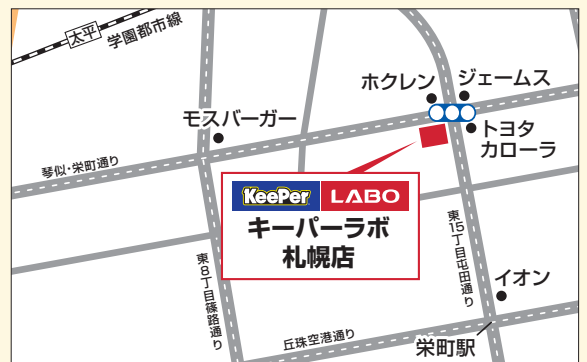 太平
学園都市線
ホクレン
ジェームス
モスバーガー
トヨタ
カローラ
琴似・栄町通り
KeePer LABO
キーパーラボ
札幌店
東15丁目屯田通り
東8丁目篠路通り
イオン
丘珠空港通り
栄町駅